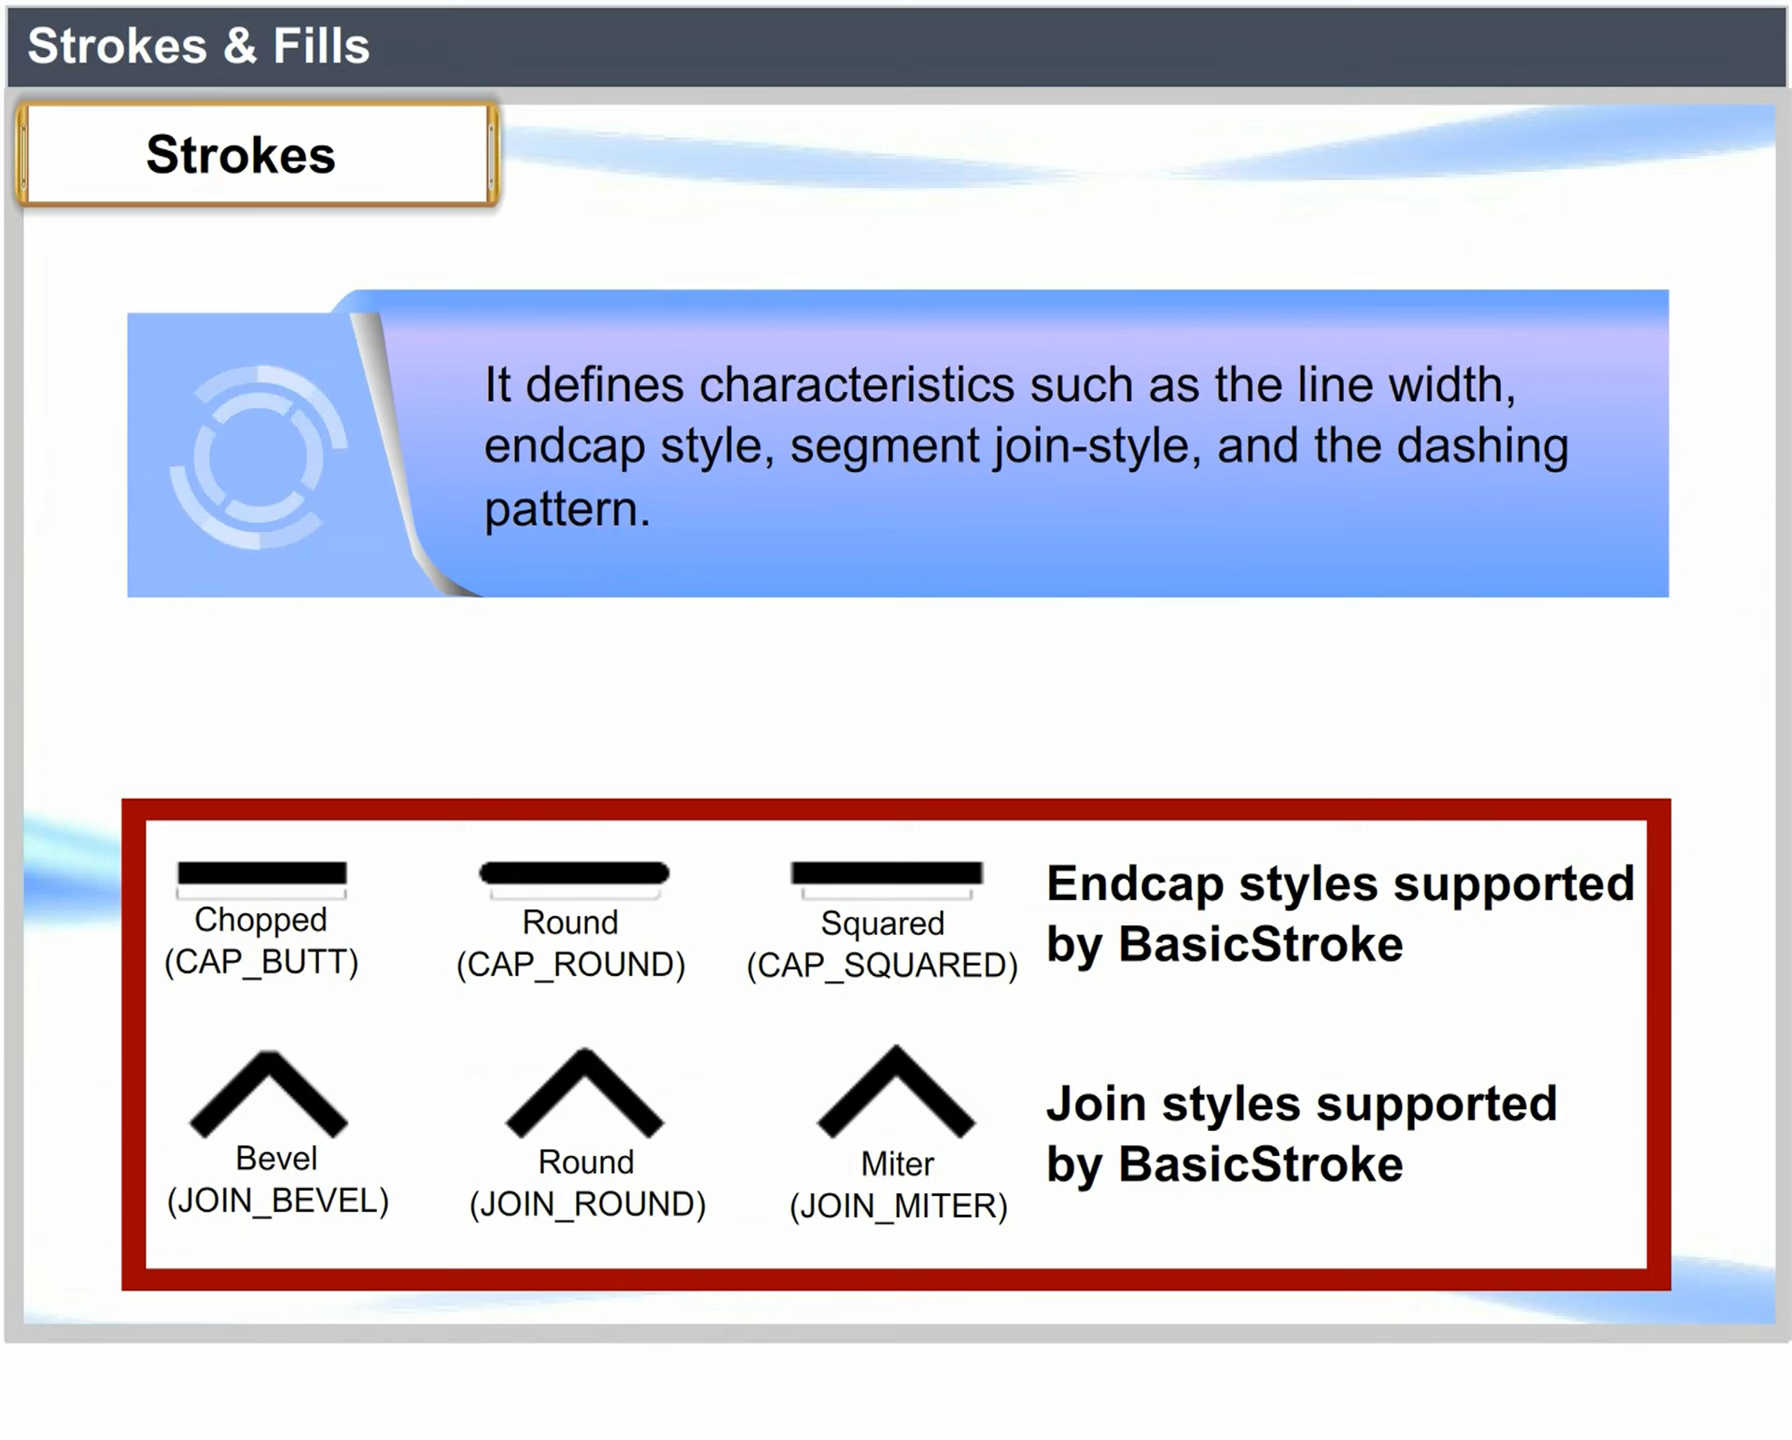 Strokes & Fills
Strokes
It defines characteristics such as the line width,
endcap style, segment join-style, and the dashing
pattern.
Chopped
(CAP_BUTT)
Round
(CAP_ROUND)
Squared
(CAP_SQUARED)
Endcap styles supported
by BasicStroke
Bevel
(JOIN_BEVEL)
Round
(JOIN_ROUND)
Miter
(JOIN_MITER)
Join styles supported
by BasicStroke